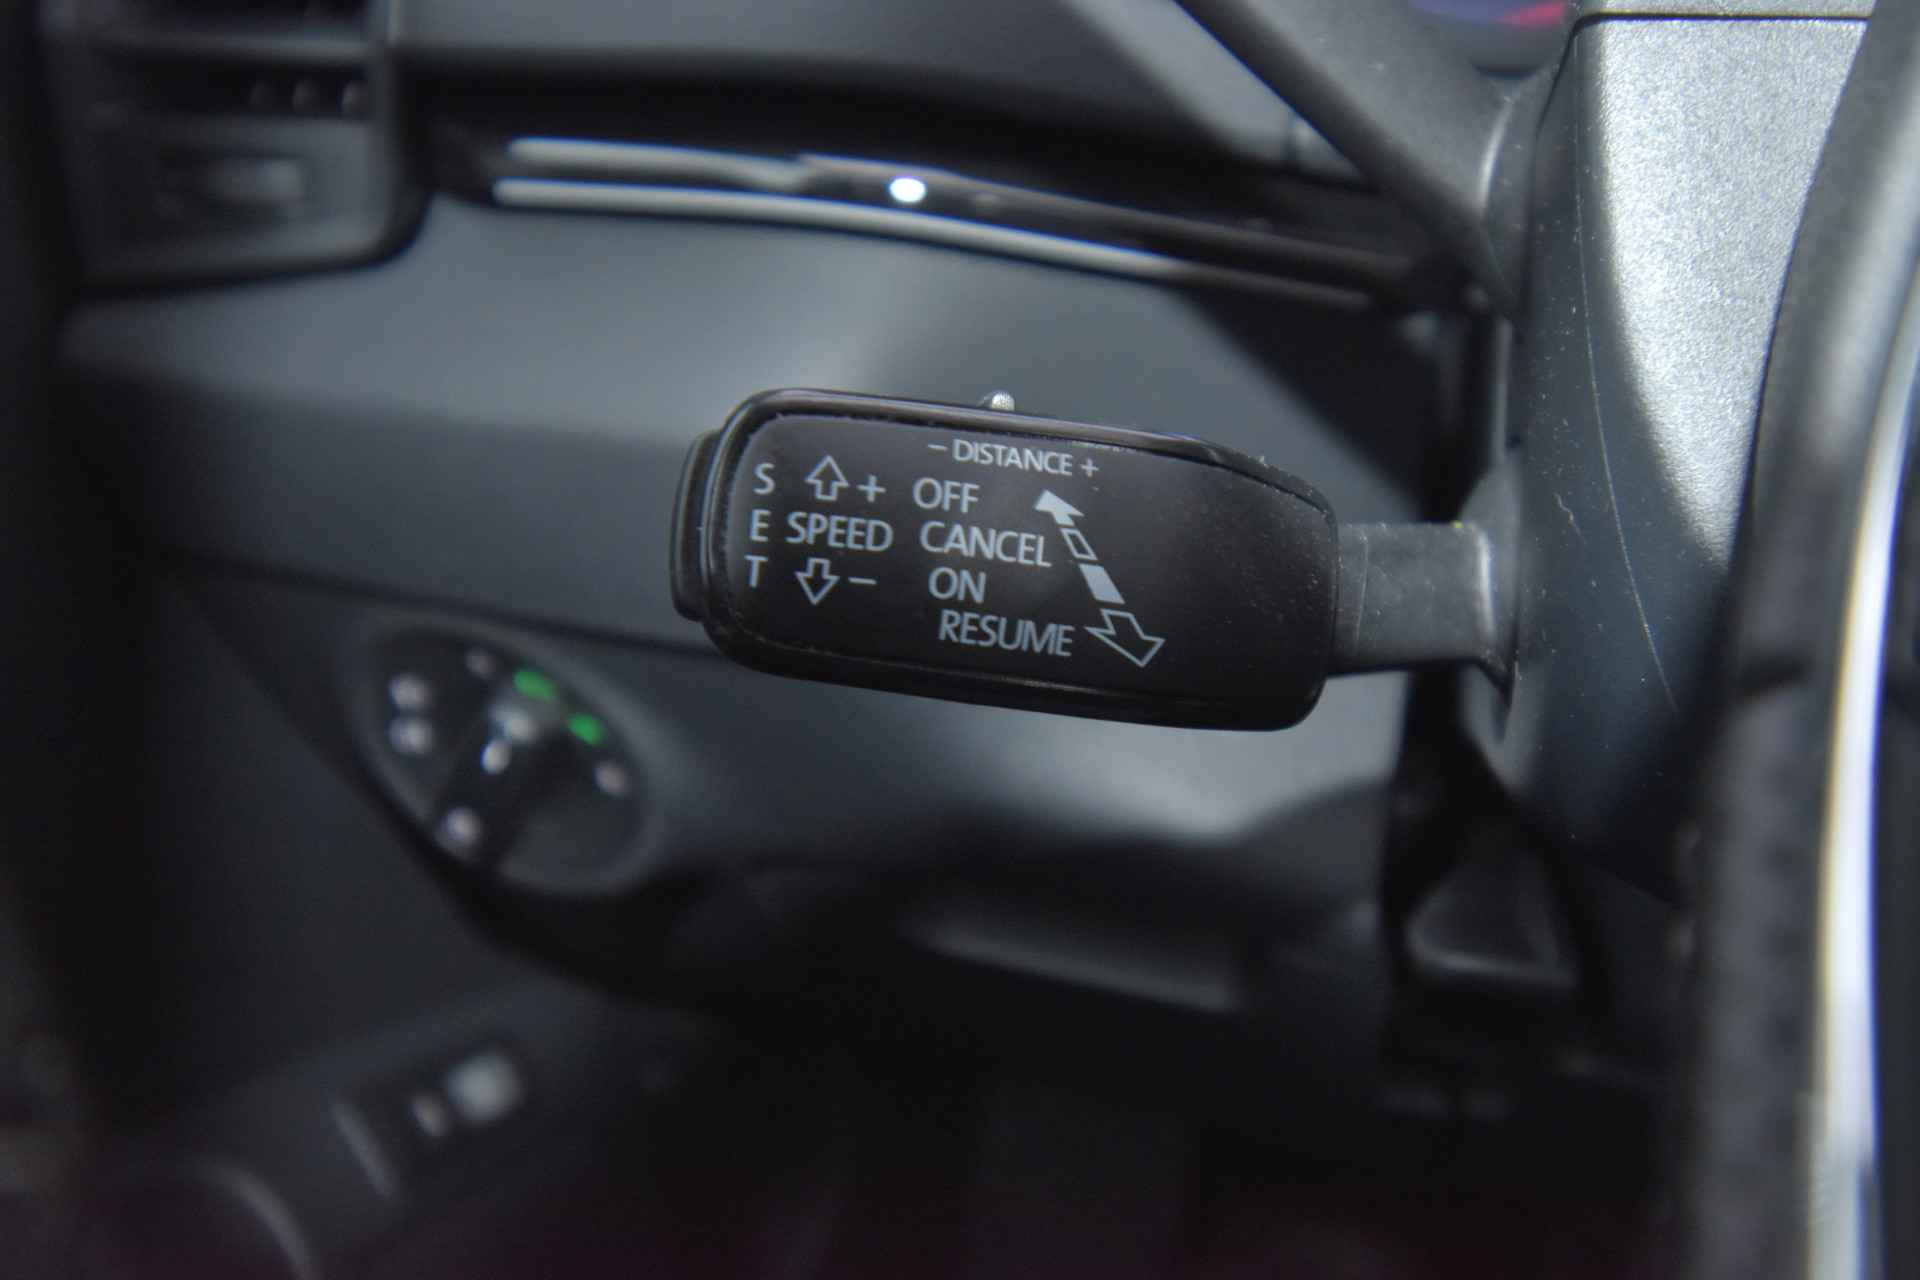 − DISTANCE +
S + OFF
E SPEED CANCEL
T − ON
RESUME